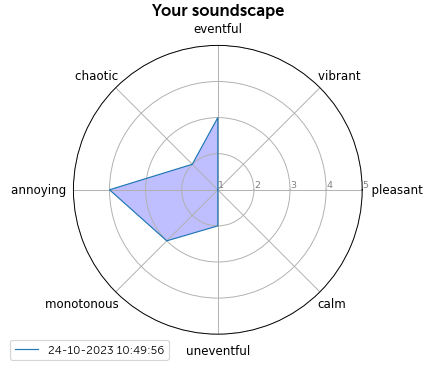 Your soundscape
eventful
chaotic
vibrant
annoying
1 2 3 4 5
pleasant
monotonous
calm
24-10-2023 10:49:56
uneventful